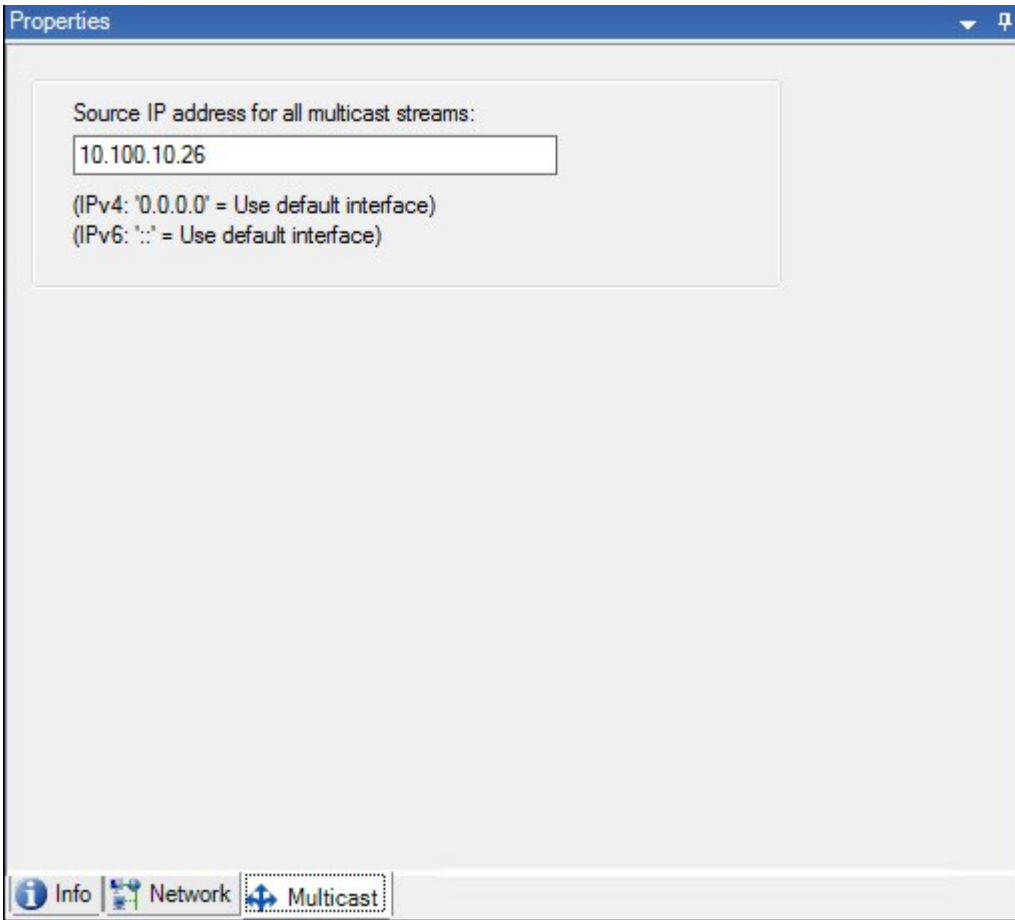 Properties
Source IP address for all multicast streams:
10.100.10.26
(IPv4: '0.0.0.0' = Use default interface)
(IPv6: '::' = Use default interface)
Info Network Multicast